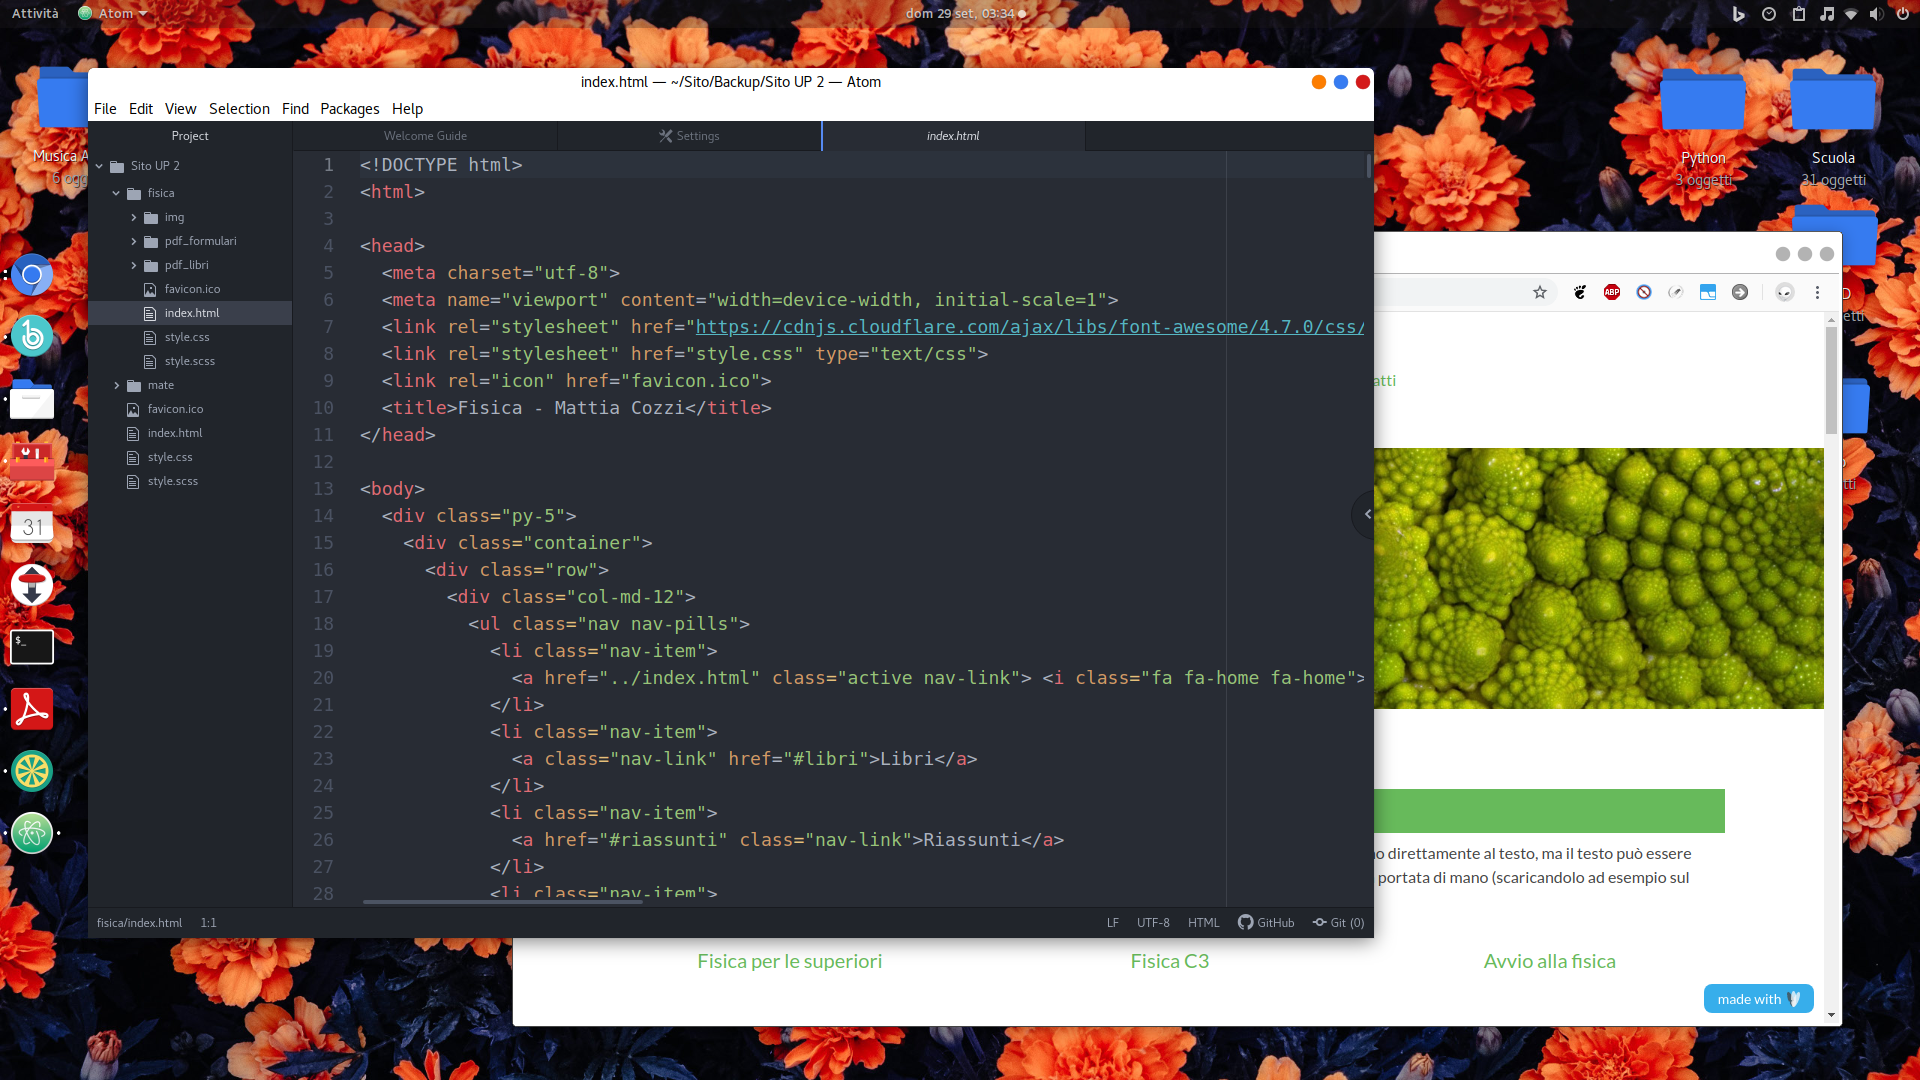 Attività
Atom
dom 29 set, 03:34
index.html — ~/Sito/Backup/Sito UP 2 — Atom
File Edit View Selection Find Packages Help
Project
Welcome Guide
Settings
index.html
Sito UP 2
fisica
img
pdf_formulari
pdf_libri
favicon.ico
index.html
style.css
style.scss
mate
favicon.ico
index.html
style.css
style.scss
1 <!DOCTYPE html>
2 <html>
3
4 <head>
5 <meta charset="utf-8">
6 <meta name="viewport" content="width=device-width, initial-scale=1">
7 <link rel="stylesheet" href="https://cdnjs.cloudflare.com/ajax/libs/font-awesome/4.7.0/css/
8 <link rel="stylesheet" href="style.css" type="text/css">
9 <link rel="icon" href="favicon.ico">
10 <title>Fisica - Mattia Cozzi</title>
11 </head>
12
13 <body>
14 <div class="py-5">
15 <div class="container">
16 <div class="row">
17 <div class="col-md-12">
18 <ul class="nav nav-pills">
19 <li class="nav-item">
20 <a href="../index.html" class="active nav-link"> <i class="fa fa-home fa-home">
21 </li>
22 <li class="nav-item">
23 <a class="nav-link" href="#libri">Libri</a>
24 </li>
25 <li class="nav-item">
26 <a href="#riassunti" class="nav-link">Riassunti</a>
27 </li>
28 <li class="nav-item">
fisica/index.html 1:1
LF UTF-8 HTML GitHub Git (0)
Musica A
6 ogg
Python
3 oggetti
Scuola
31 oggetti
ABP
31
$_
atti
direttamente al testo, ma il testo può essere
portata di mano (scaricandolo ad esempio sul
Fisica per le superiori
Fisica C3
Avvio alla fisica
made with